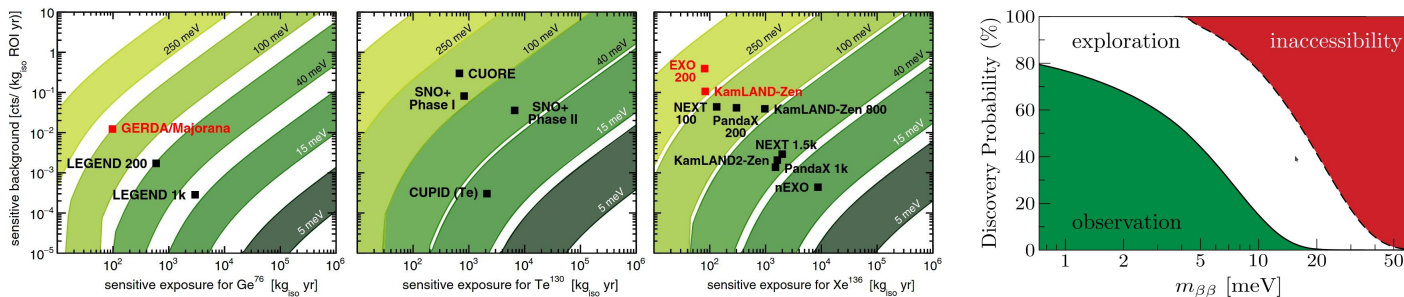 sensitive background [cts/ (kg_iso ROI yr)]
10
1
10^-1
10^-2
10^-3
10^-4
10^-5
250 meV
100 meV
40 meV
15 meV
5 meV
GERDA/Majorana
LEGEND 200
LEGEND 1k
10^2 10^3 10^4 10^5 10^6
sensitive exposure for Ge^76 [kg_iso yr]
250 meV
100 meV
40 meV
15 meV
5 meV
CUORE
SNO+
Phase I
SNO+
Phase II
CUPID (Te)
10^2 10^3 10^4 10^5 10^6
sensitive exposure for Te^130 [kg_iso yr]
250 meV
100 meV
40 meV
15 meV
5 meV
EXO
200
KamLAND-Zen
NEXT
100
PandaX
200
KamLAND-Zen 800
NEXT 1.5k
KamLAND2-Zen
PandaX 1k
nEXO
10^2 10^3 10^4 10^5 10^6
sensitive exposure for Xe^136 [kg_iso yr]
Discovery Probability (%)
100
80
60
40
20
0
exploration
inaccessibility
observation
1 2 5 10 20 50
m_ββ [meV]